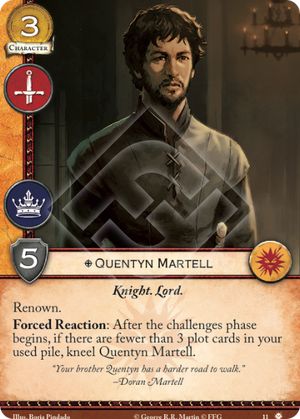 3
CHARACTER
5
QUENTYN MARTELL
Knight. Lord.
Renown.
Forced Reaction: After the challenges phase
begins, if there are fewer than 3 plot cards in your
used pile, kneel Quentyn Martell.
"Your brother Quentyn has a harder road to walk."
–Doran Martell
Illus. Borja Pindado
© George R.R. Martin © FFG
11